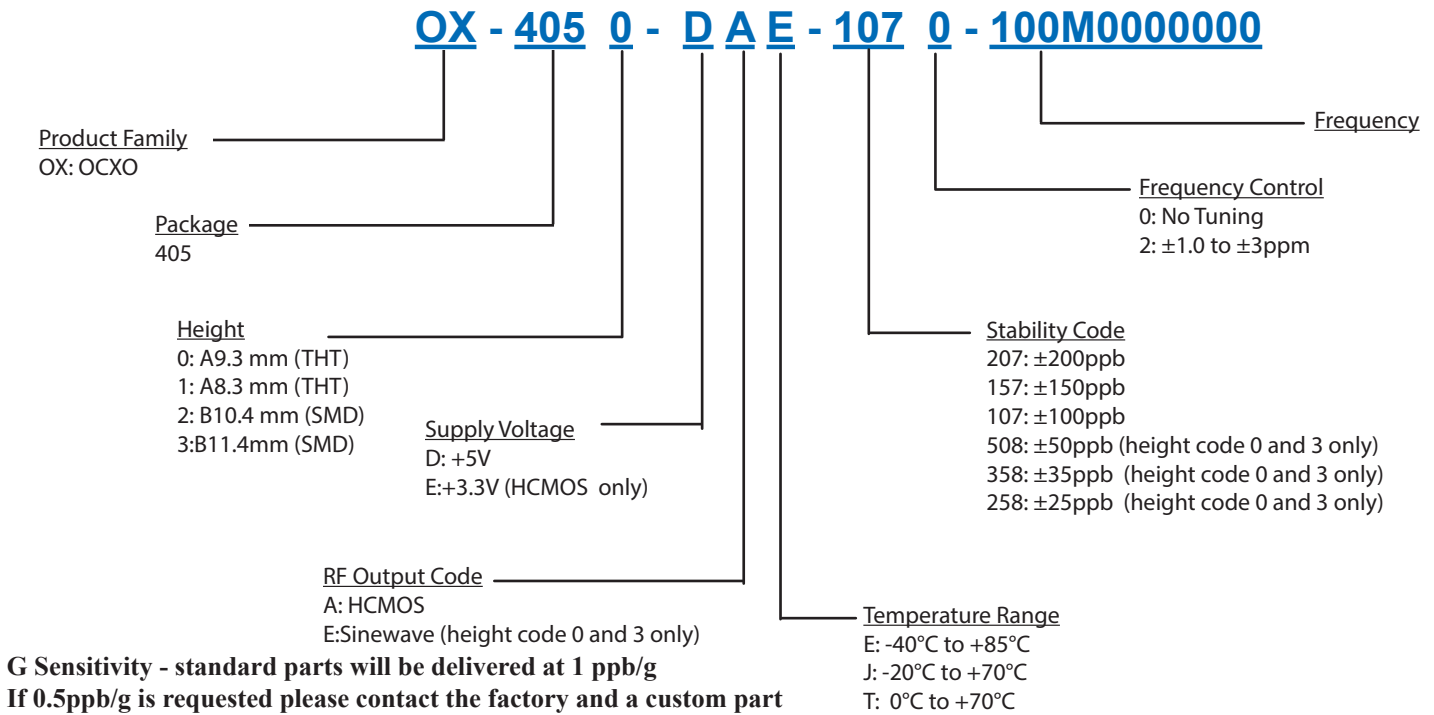 OX - 405 0 - D A E - 107 0 - 100M0000000
Product Family
OX: OCXO
Package
405
Height
0: A9.3 mm (THT)
1: A8.3 mm (THT)
2: B10.4 mm (SMD)
3:B11.4mm (SMD)
Supply Voltage
D: +5V
E:+3.3V (HCMOS only)
RF Output Code
A: HCMOS
E:Sinewave (height code 0 and 3 only)
Temperature Range
E: -40°C to +85°C
J: -20°C to +70°C
T: 0°C to +70°C
Stability Code
207: ±200ppb
157: ±150ppb
107: ±100ppb
508: ±50ppb (height code 0 and 3 only)
358: ±35ppb (height code 0 and 3 only)
258: ±25ppb (height code 0 and 3 only)
Frequency Control
0: No Tuning
2: ±1.0 to ±3ppm
Frequency
G Sensitivity - standard parts will be delivered at 1 ppb/g
If 0.5ppb/g is requested please contact the factory and a custom part